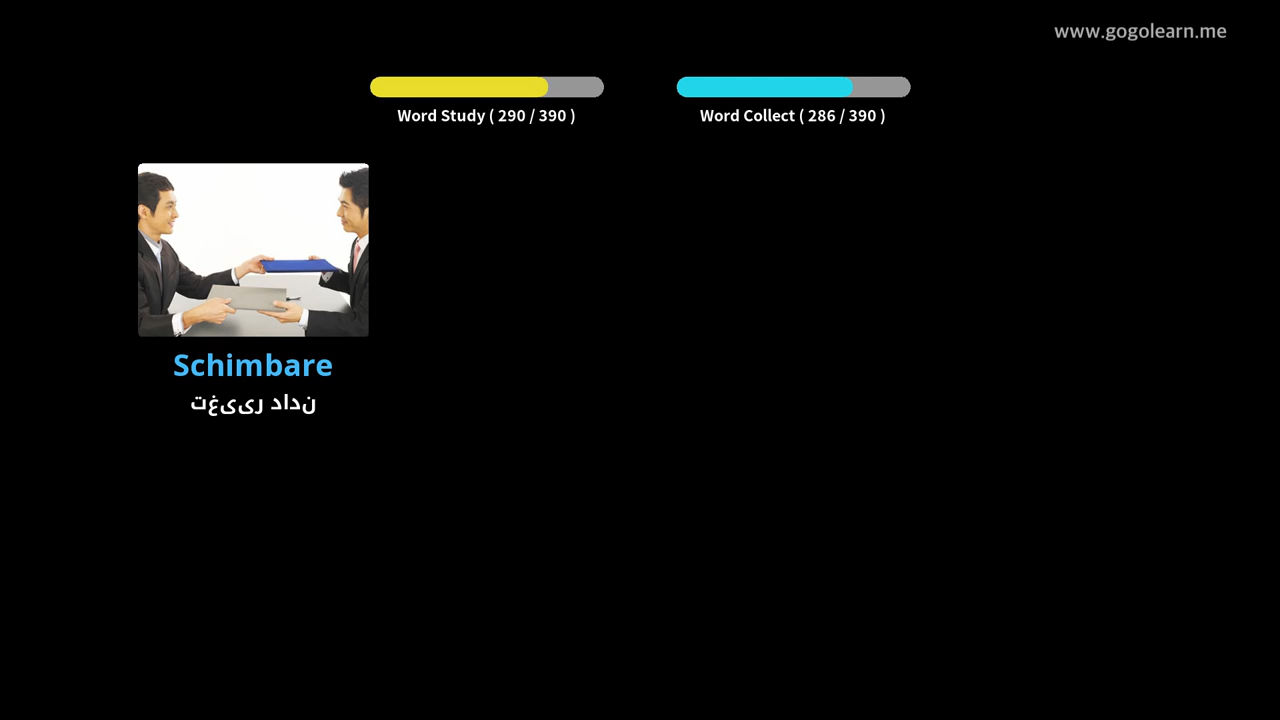 www.gogolearn.me
Word Study ( 290 / 390 )
Word Collect ( 286 / 390 )
Schimbare
تغییر دادن